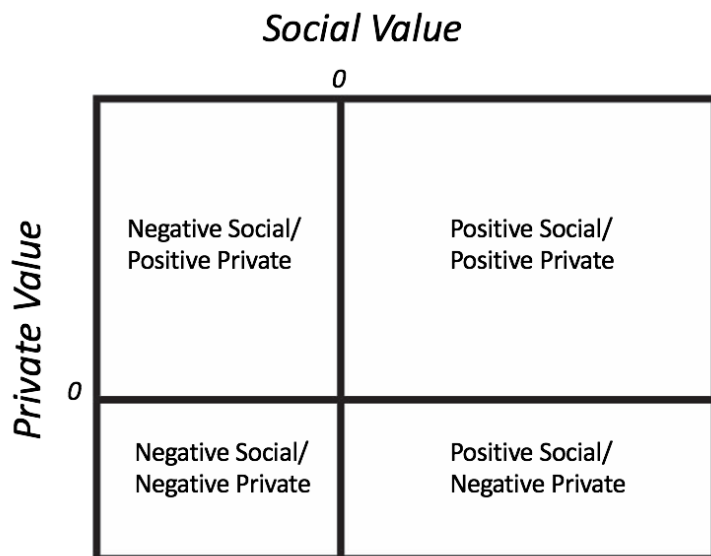 Social Value
0
Negative Social/
Positive Private
Positive Social/
Positive Private
Private Value
0
Negative Social/
Negative Private
Positive Social/
Negative Private